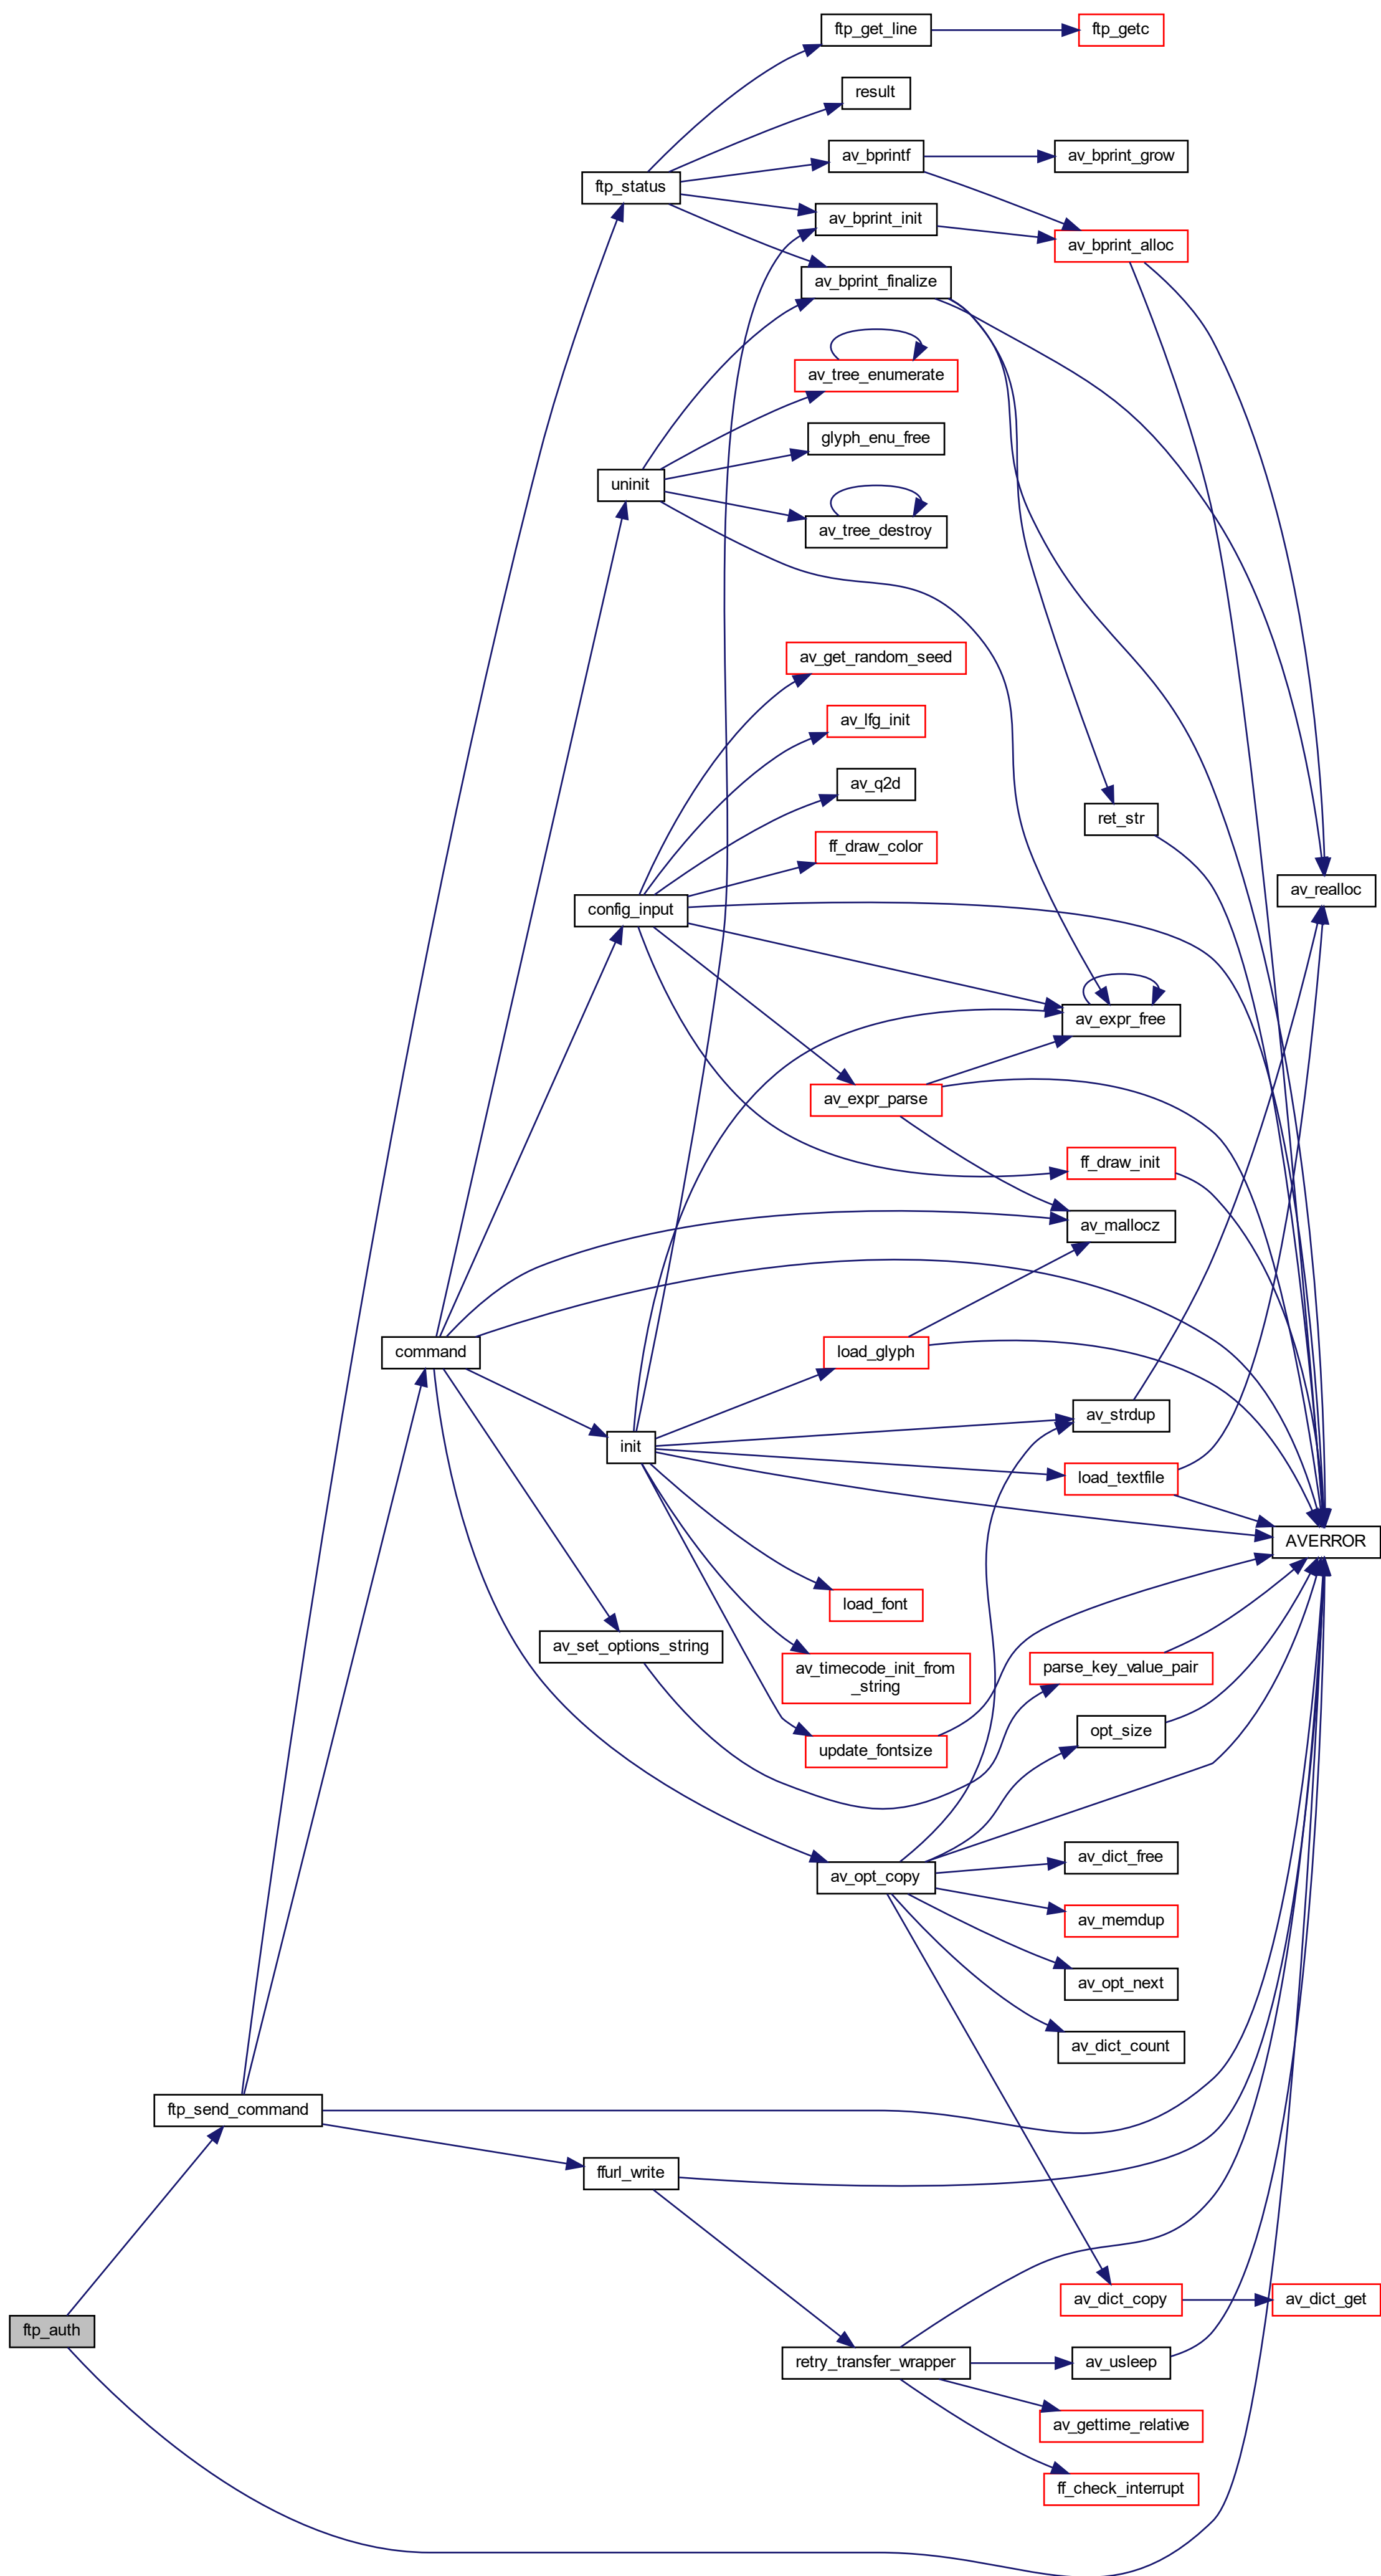 ftp_get_line
ftp_getc
result
av_bprintf
av_bprint_grow
ftp_status
av_bprint_init
av_bprint_alloc
av_bprint_finalize
av_tree_enumerate
glyph_enu_free
uninit
av_tree_destroy
av_get_random_seed
av_lfg_init
av_q2d
ret_str
ff_draw_color
av_realloc
config_input
av_expr_free
av_expr_parse
ff_draw_init
av_mallocz
command
load_glyph
av_strdup
init
load_textfile
AVERROR
load_font
av_set_options_string
av_timecode_init_from
_string
parse_key_value_pair
opt_size
update_fontsize
av_dict_free
av_opt_copy
av_memdup
av_opt_next
av_dict_count
ftp_send_command
ffurl_write
av_dict_copy
av_dict_get
ftp_auth
retry_transfer_wrapper
av_usleep
av_gettime_relative
ff_check_interrupt